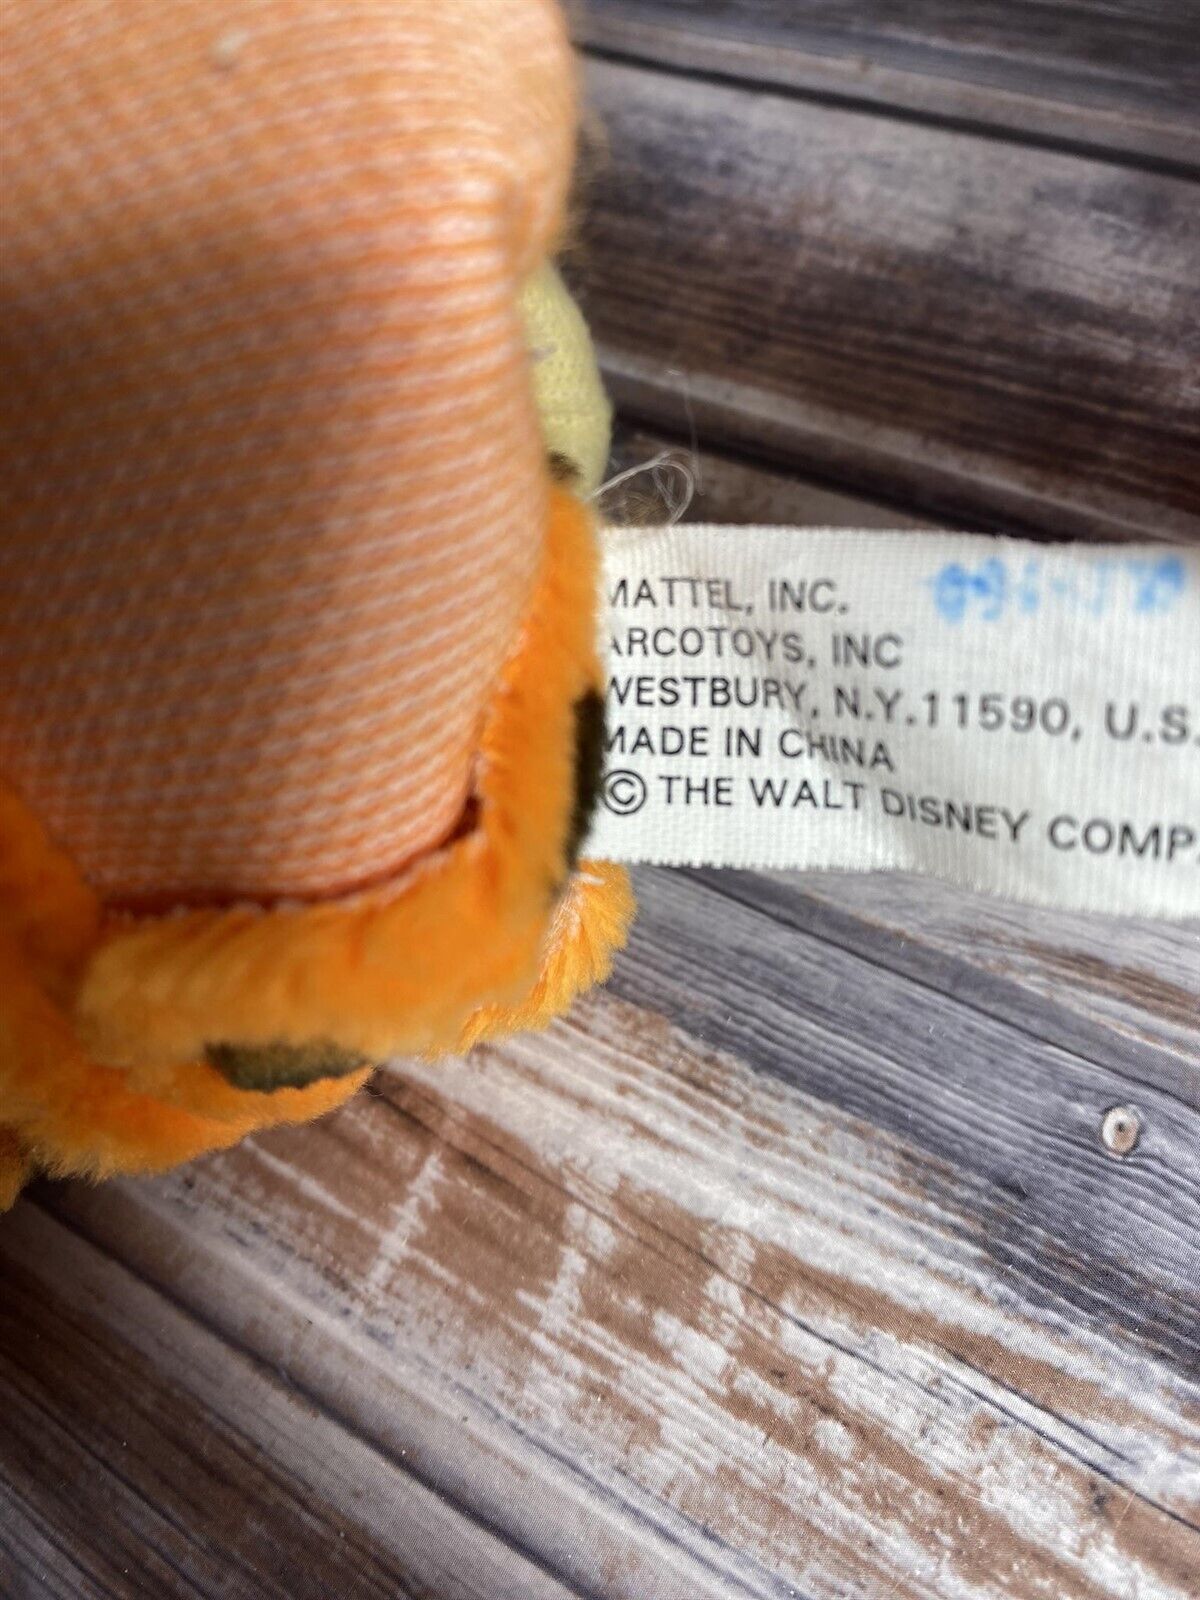 MATTEL, INC.
ARCOTOYS, INC
WESTBURY, N.Y.11590, U.S.
MADE IN CHINA
© THE WALT DISNEY COMP